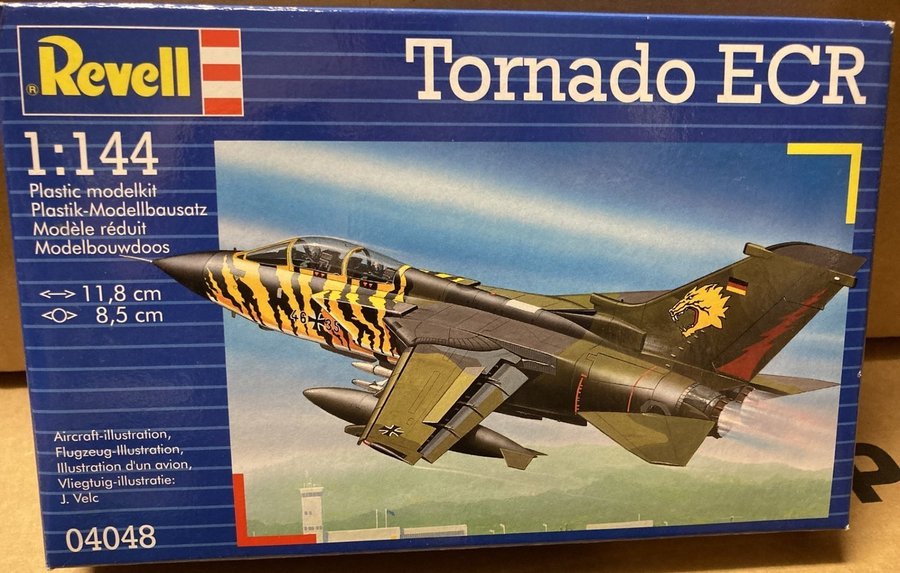 ® Revell
Tornado ECR
1:144
Plastic modelkit
Plastik-Modellbausatz
Modèle réduit
Modelbouwdoos
11,8 cm
8,5 cm
46 35
Aircraft-illustration,
Flugzeug-Illustration,
Illustration d'un avion,
Vliegtuig-illustratie:
J. Velc
04048